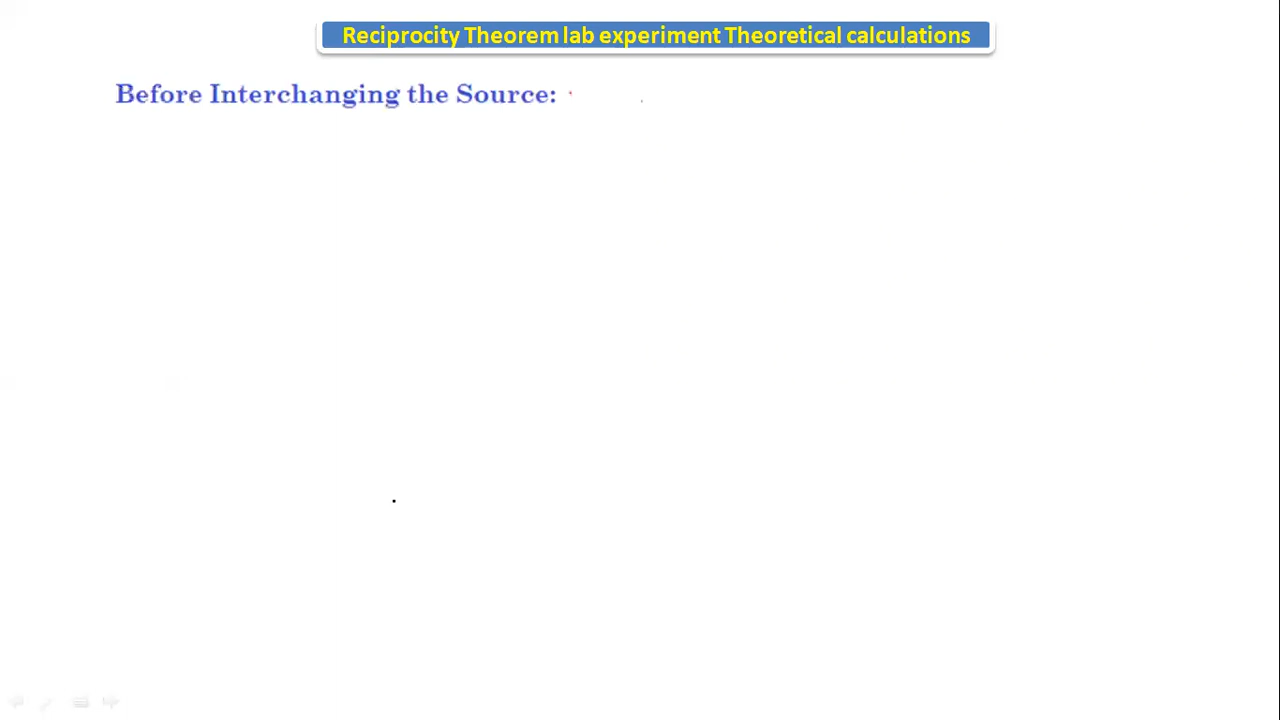 Reciprocity Theorem lab experiment Theoretical calculations
Before Interchanging the Source: